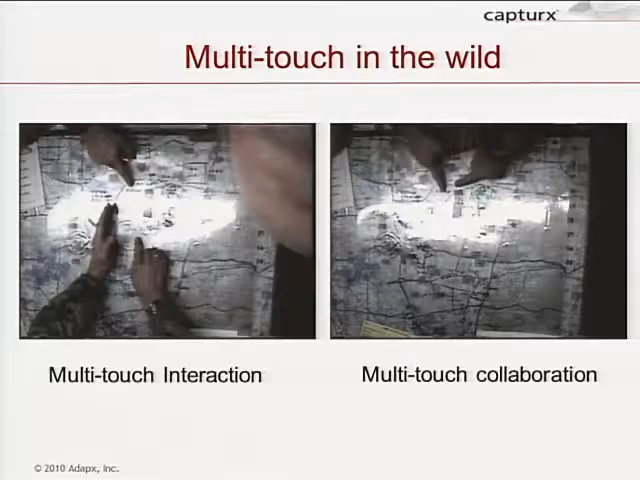 capturx
Multi-touch in the wild
Multi-touch Interaction
Multi-touch collaboration
© 2010 Adapx, Inc.